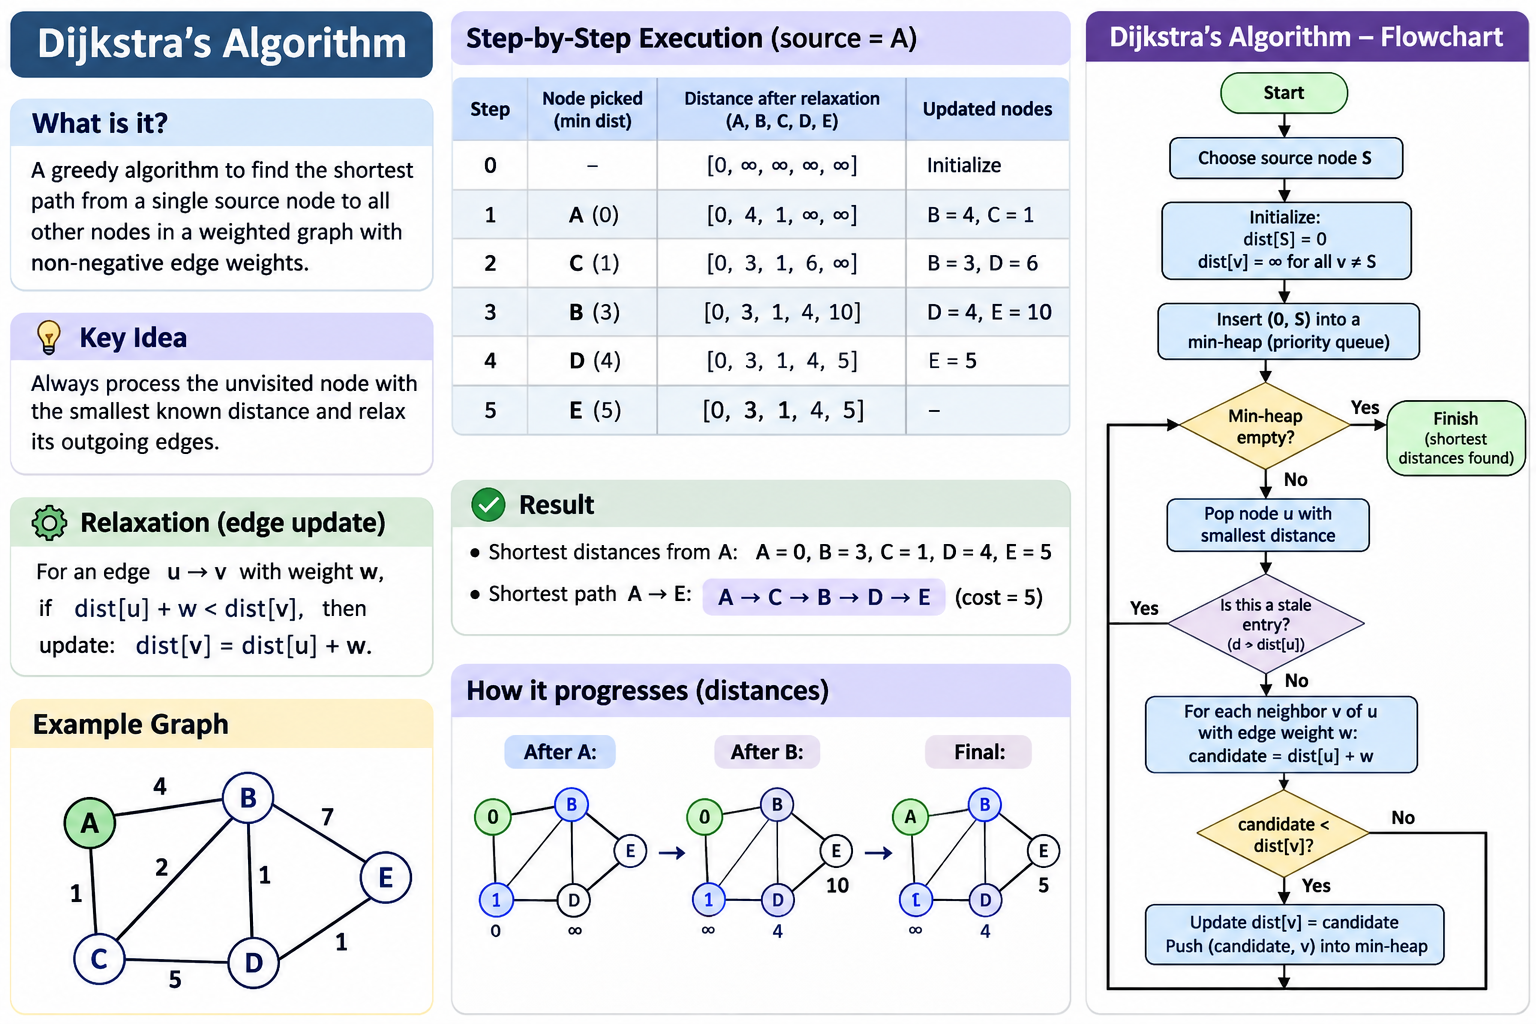 Dijkstra's Algorithm
What is it?
A greedy algorithm to find the shortest
path from a single source node to all
other nodes in a weighted graph with
non-negative edge weights.
Key Idea
Always process the unvisited node with
the smallest known distance and relax
its outgoing edges.
Relaxation (edge update)
For an edge u → v with weight w,
if dist[u] + w < dist[v], then
update: dist[v] = dist[u] + w.
Example Graph
4
B
7
A
2
1
1
E
C
5
D
1
Step-by-Step Execution (source = A)
Step
Node picked
(min dist)
Distance after relaxation
(A, B, C, D, E)
Updated nodes
0 – [0, ∞, ∞, ∞, ∞] Initialize
1 A (0) [0, 4, 1, ∞, ∞] B = 4, C = 1
2 C (1) [0, 3, 1, 6, ∞] B = 3, D = 6
3 B (3) [0, 3, 1, 4, 10] D = 4, E = 10
4 D (4) [0, 3, 1, 4, 5] E = 5
5 E (5) [0, 3, 1, 4, 5] –
Result
• Shortest distances from A: A = 0, B = 3, C = 1, D = 4, E = 5
• Shortest path A → E: A → C → B → D → E (cost = 5)
How it progresses (distances)
After A:
0
B
E
1
D
0
∞
After B:
0
B
E
10
1
D
∞
4
Final:
A
B
E
5
D
∞
4
Dijkstra's Algorithm – Flowchart
Start
Choose source node S
Initialize:
dist[S] = 0
dist[v] = ∞ for all v ≠ S
Insert (0, S) into a
min-heap (priority queue)
Min-heap
empty?
Yes
Finish
(shortest
distances found)
No
Pop node u with
smallest distance
Is this a stale
entry?
(d > dist[u])
Yes
No
For each neighbor v of u
with edge weight w:
candidate = dist[u] + w
candidate <
dist[v]?
No
Yes
Update dist[v] = candidate
Push (candidate, v) into min-heap